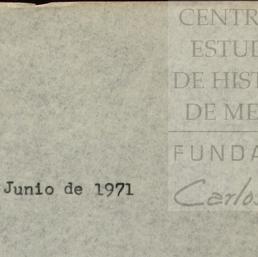 CENTR
ESTUD
DE HIST
DE ME
FUNDA
Carlos
Junio de 1971